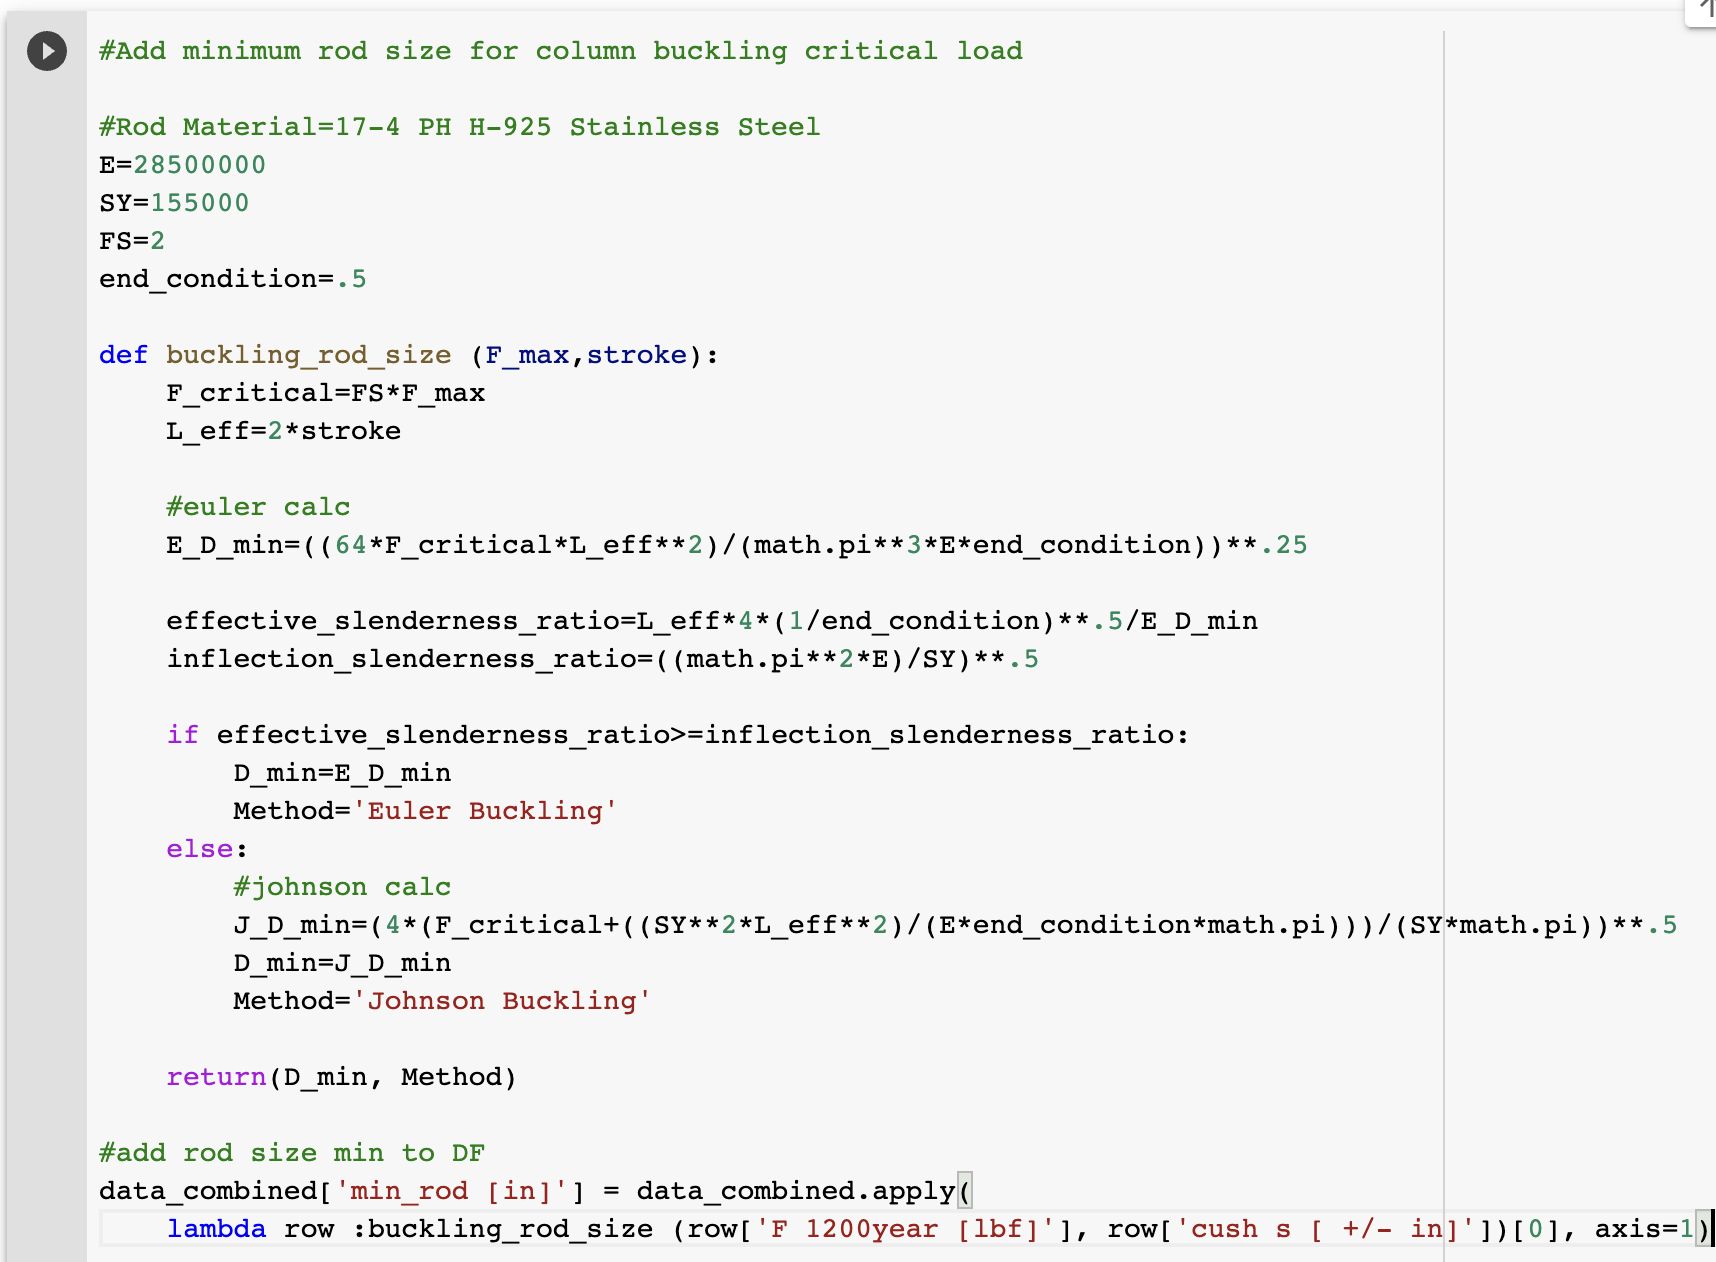 #Add minimum rod size for column buckling critical load

#Rod Material=17-4 PH H-925 Stainless Steel
E=28500000
SY=155000
FS=2
end_condition=.5

def buckling_rod_size (F_max,stroke):
    F_critical=FS*F_max
    L_eff=2*stroke

    #euler calc
    E_D_min=((64*F_critical*L_eff**2)/(math.pi**3*E*end_condition))**.25

    effective_slenderness_ratio=L_eff*4*(1/end_condition)**.5/E_D_min
    inflection_slenderness_ratio=((math.pi**2*E)/SY)**.5

    if effective_slenderness_ratio>=inflection_slenderness_ratio:
        D_min=E_D_min
        Method='Euler Buckling'
    else:
        #johnson calc
        J_D_min=(4*(F_critical+((SY**2*L_eff**2)/(E*end_condition*math.pi)))/(SY*math.pi))**.5
        D_min=J_D_min
        Method='Johnson Buckling'

    return(D_min, Method)

#add rod size min to DF
data_combined['min_rod [in]'] = data_combined.apply(
    lambda row :buckling_rod_size (row['F 1200year [lbf]'], row['cush s [ +/- in]'])[0], axis=1)